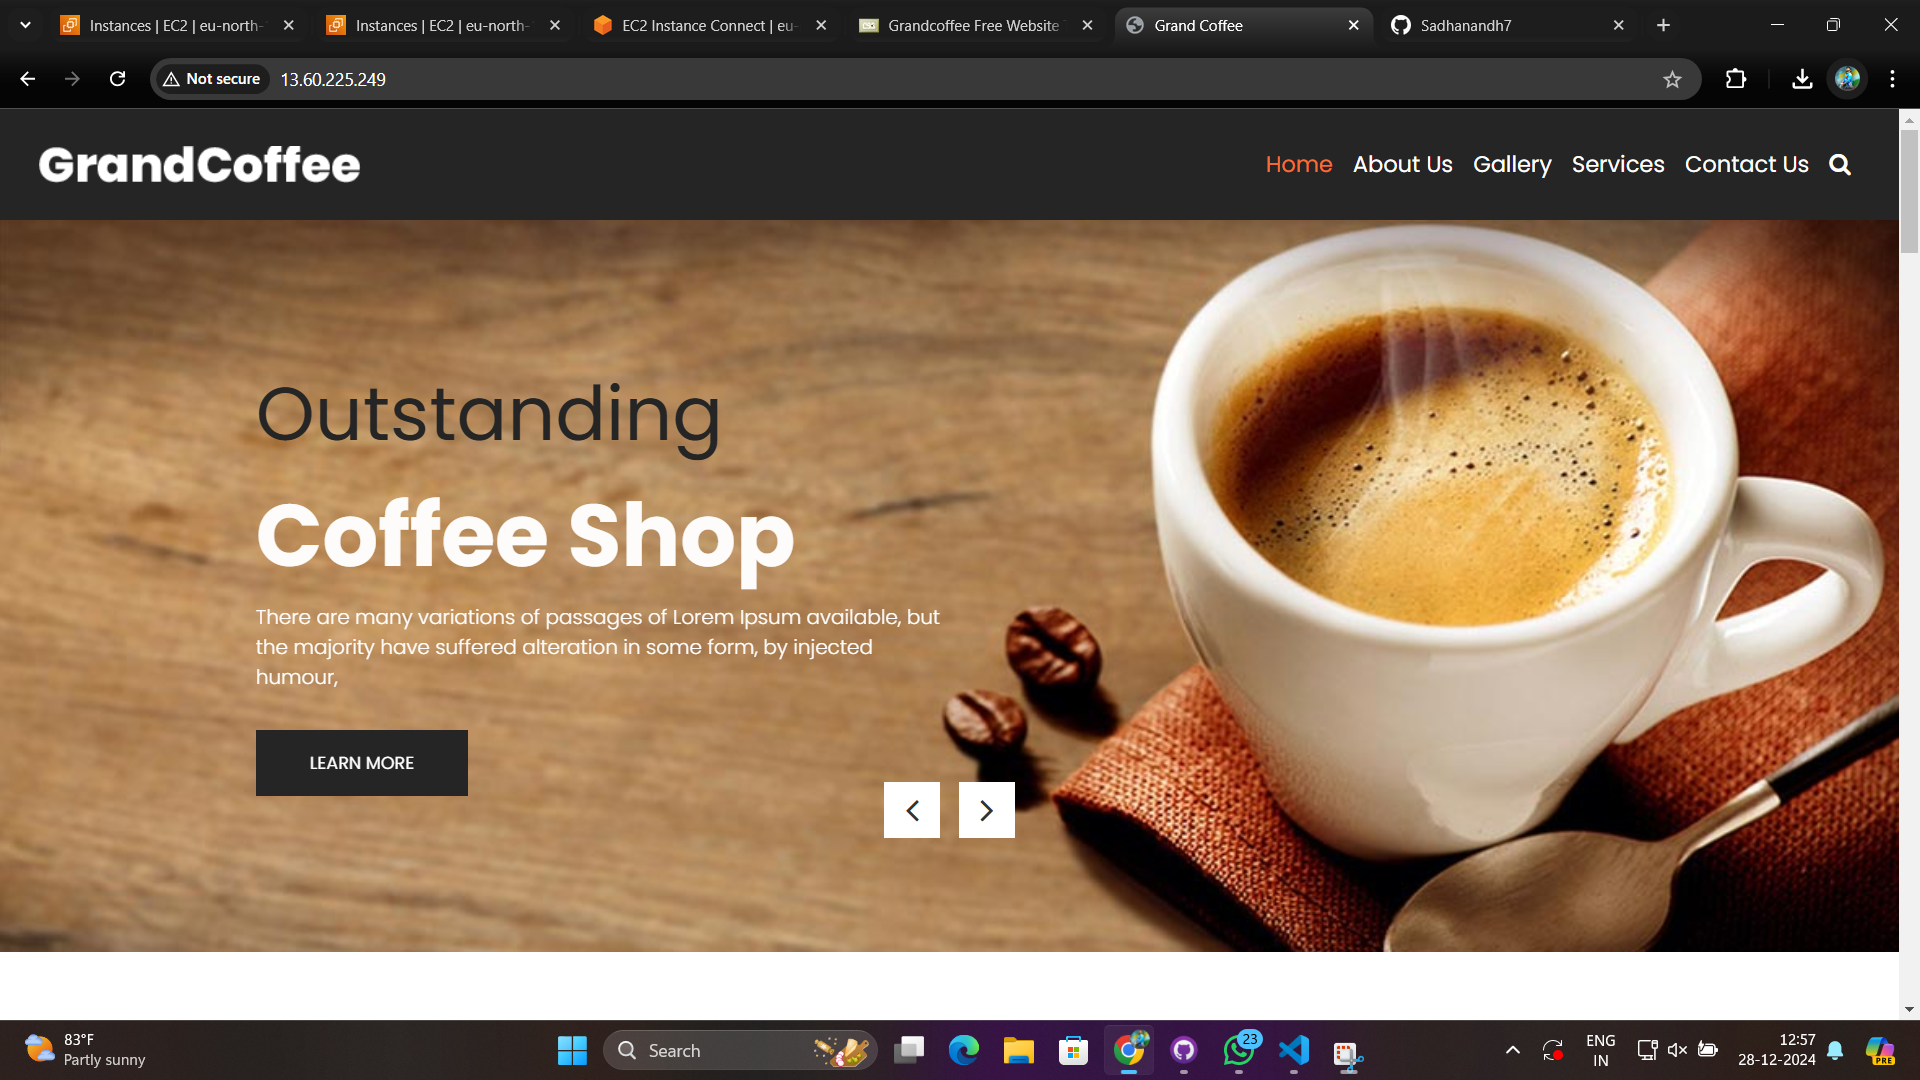 Instances | EC2 | eu-north-
Instances | EC2 | eu-north-
EC2 Instance Connect | eu-
Grandcoffee Free Website
Grand Coffee
Sadhanandh7
Not secure
13.60.225.249
GrandCoffee
Home
About Us
Gallery
Services
Contact Us
Outstanding
Coffee Shop
There are many variations of passages of Lorem Ipsum available, but
the majority have suffered alteration in some form, by injected
humour,
LEARN MORE
83°F
Partly sunny
Search
23
ENG
IN
12:57
28-12-2024
PRE